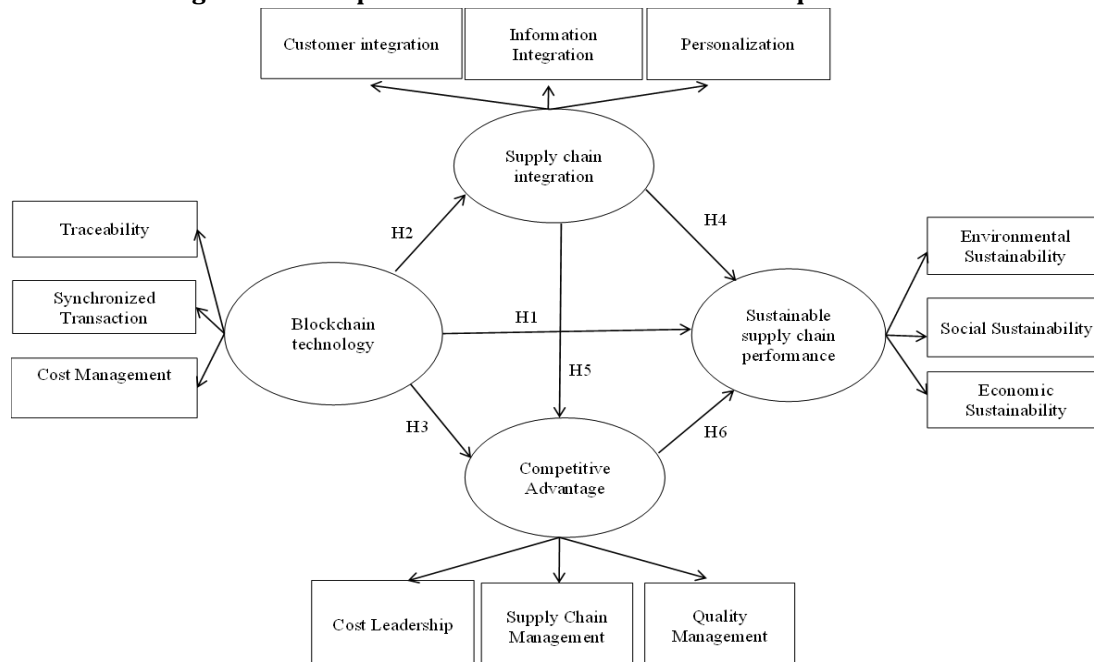 Customer integration
Information
Integration
Personalization
Supply chain
integration
H2
H4
Traceability
Synchronized
Transaction
Cost Management
Blockchain
technology
H1
H5
Sustainable
supply chain
performance
Environmental
Sustainability
Social Sustainability
Economic
Sustainability
H3
H6
Competitive
Advantage
Cost Leadership
Supply Chain
Management
Quality
Management